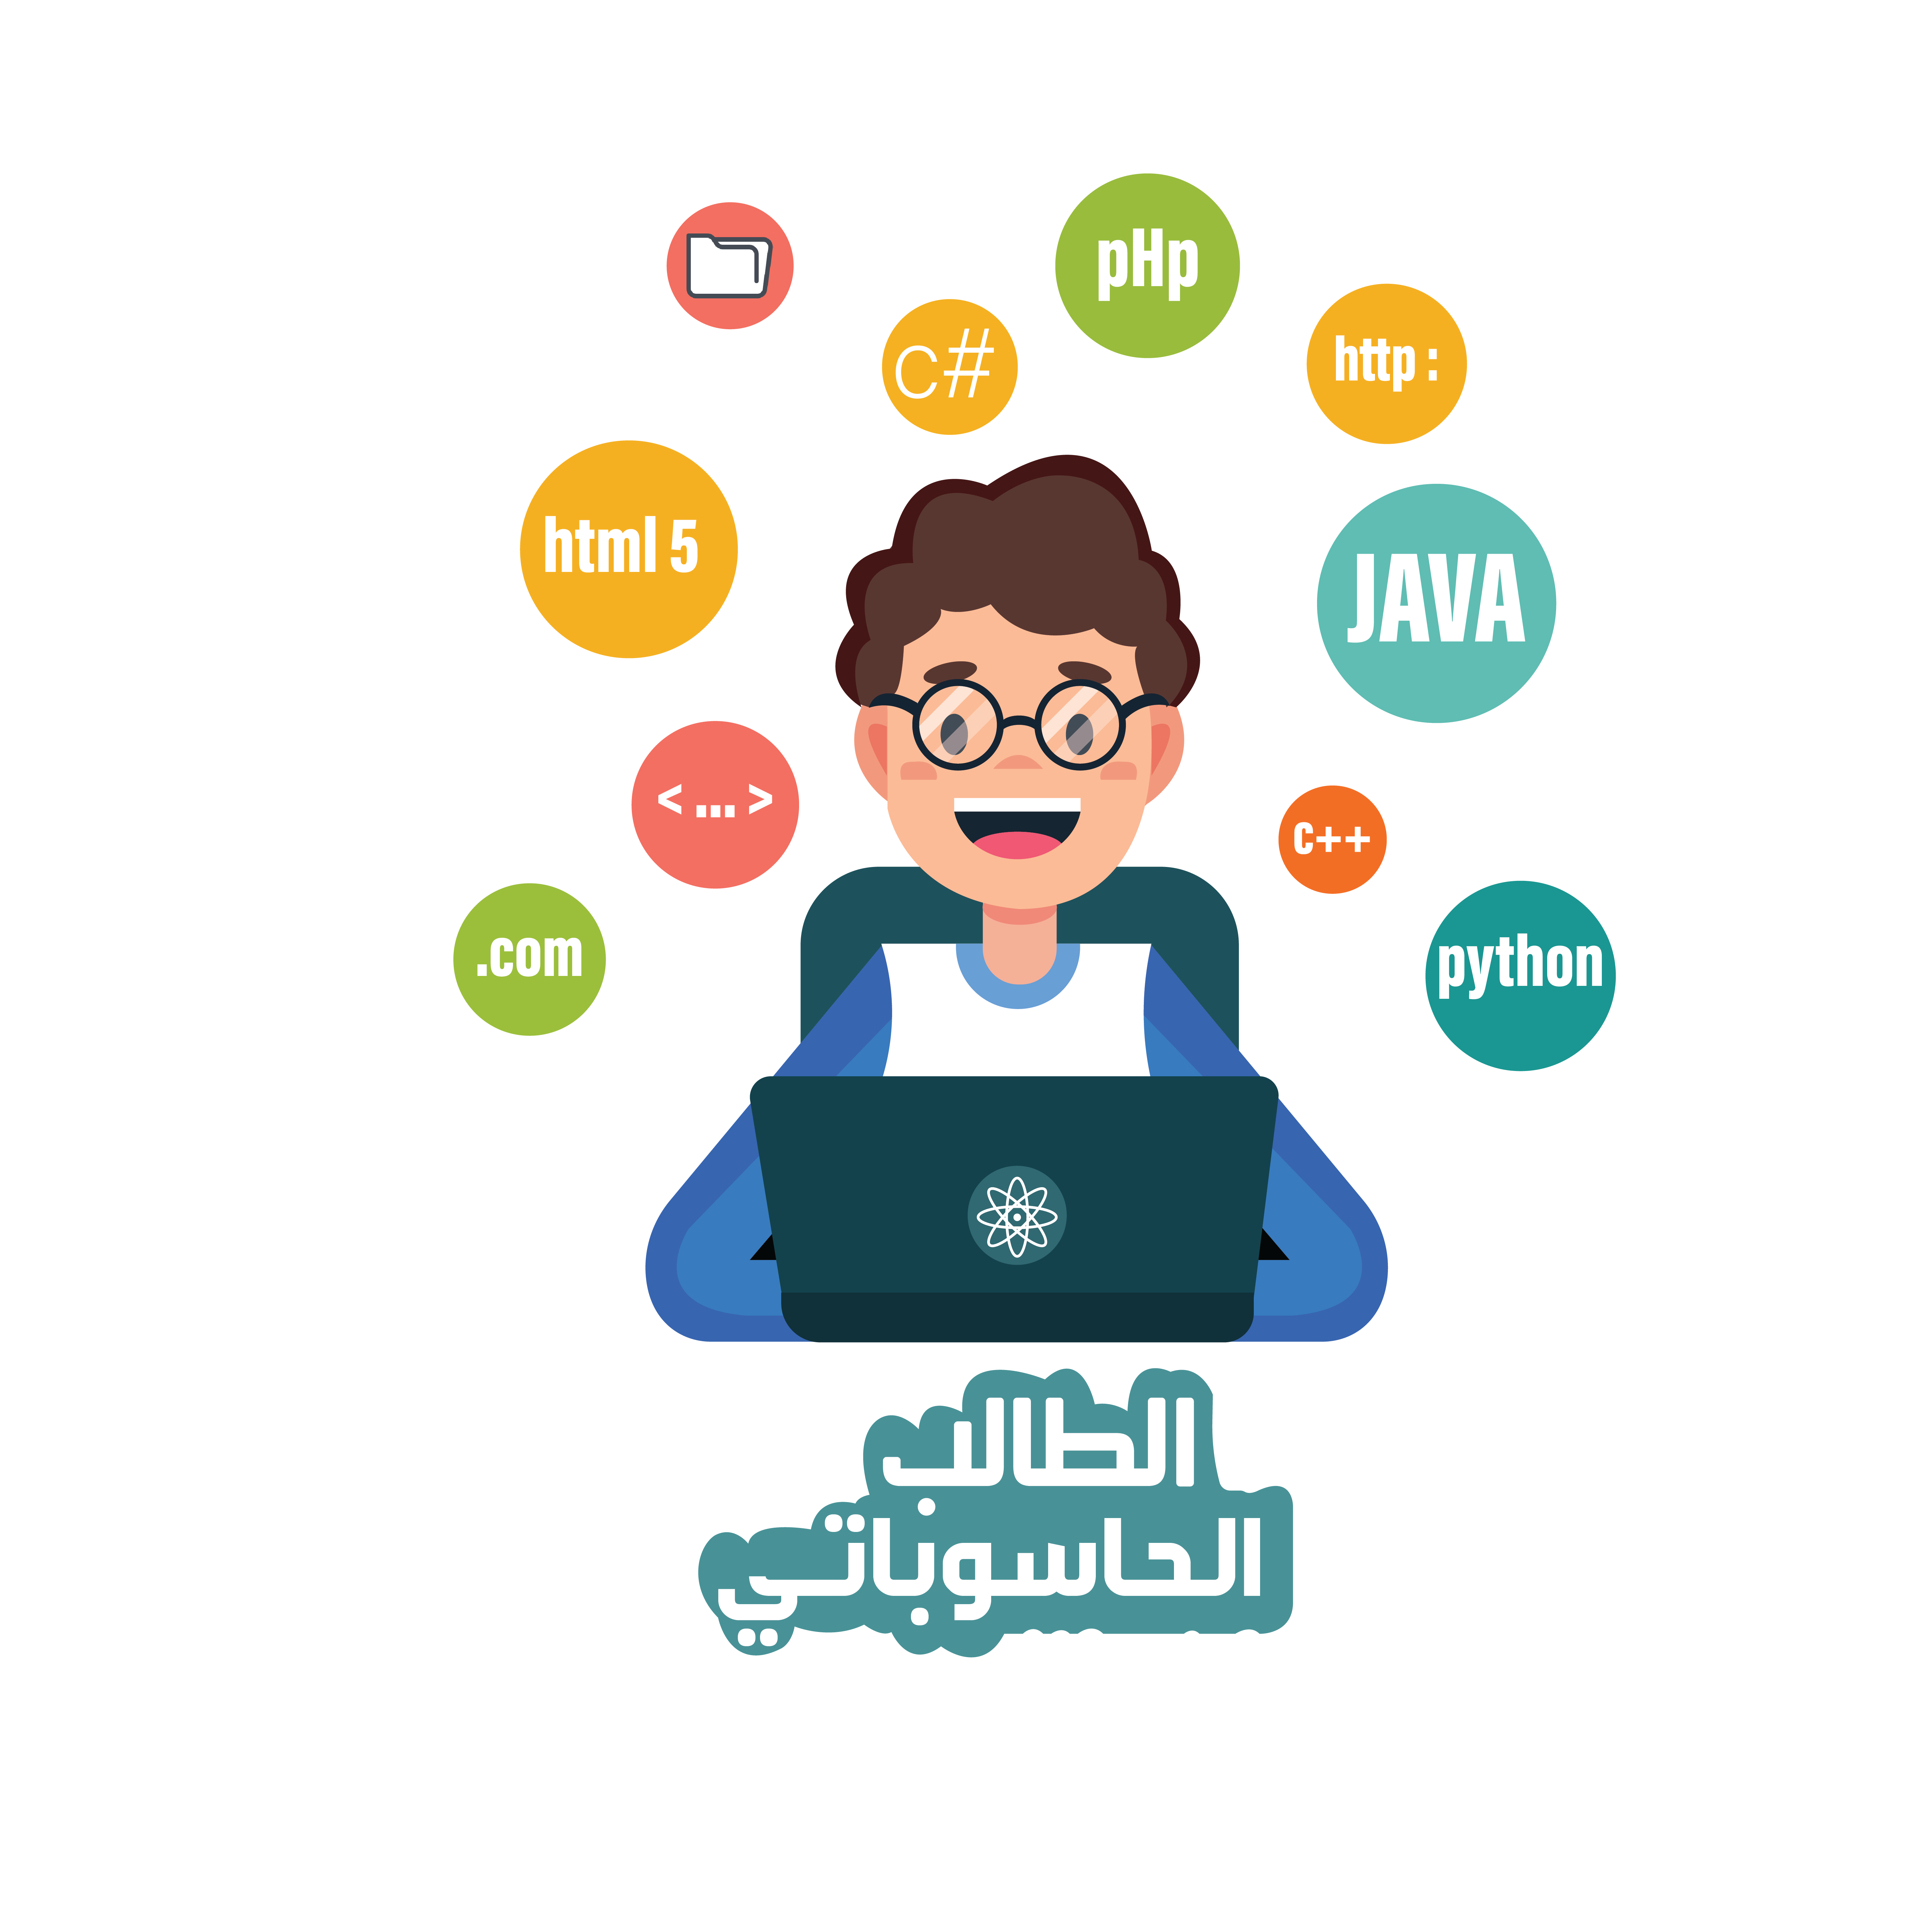 pHp
http :
c#
html 5
JAVA
< ... >
c++
.com
python
الطالب
الحاسوباتي